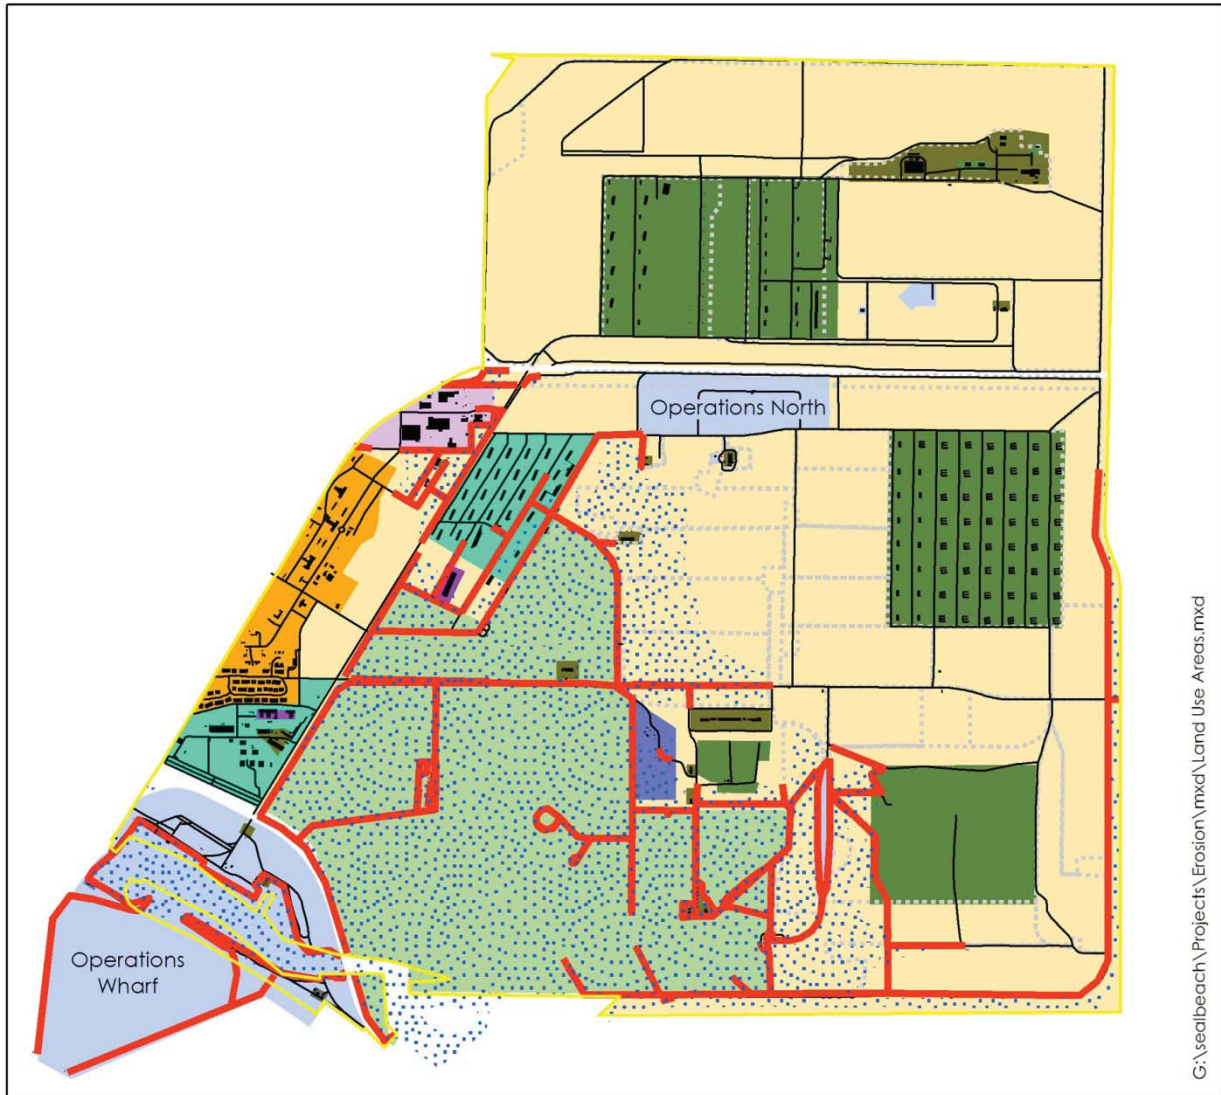 Operations North
Operations
Wharf
G:\sealbeach\Projects\Erosion\mxd\Land Use Areas.mxd